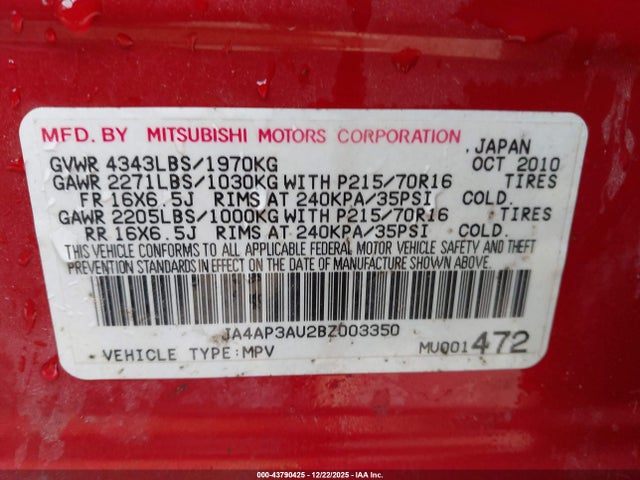 MFD. BY MITSUBISHI MOTORS CORPORATION
, JAPAN
GVWR 4343LBS/1970KG OCT 2010
GAWR 2271LBS/1030KG WITH P215/70R16 TIRES
FR 16X6.5J RIMS AT 240KPA/35PSI COLD.
GAWR 2205LBS/1000KG WITH P215/70R16 TIRES
RR 16X6.5J RIMS AT 240KPA/35PSI COLD.
THIS VEHICLE CONFORMS TO ALL APPLICABLE FEDERAL MOTOR VEHICLE SAFETY AND THEFT
PREVENTION STANDARDS IN EFFECT ON THE DATE OF MANUFACTURE SHOWN ABOVE.
JA4AP3AU2BZ003350
VEHICLE TYPE:MPV MUQ01472
000-43790425 - 12/22/2025 - IAA Inc.